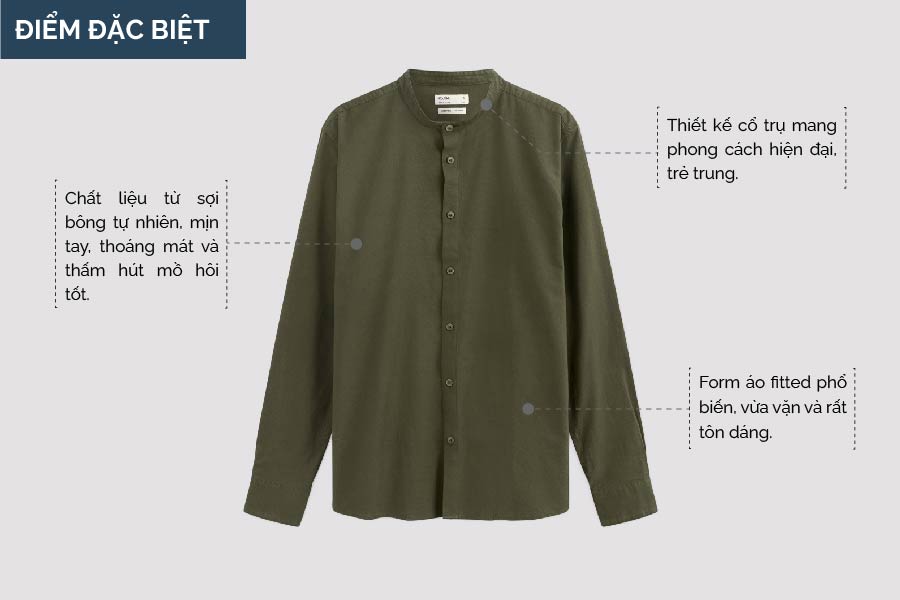 ĐIỂM ĐẶC BIỆT
Thiết kế cổ trụ mang
phong cách hiện đại,
trẻ trung.
Chất liệu từ sợi
bông tự nhiên, mịn
tay, thoáng mát và
thấm hút mồ hôi
tốt.
Form áo fitted phổ
biến, vừa vặn và rất
tôn dáng.